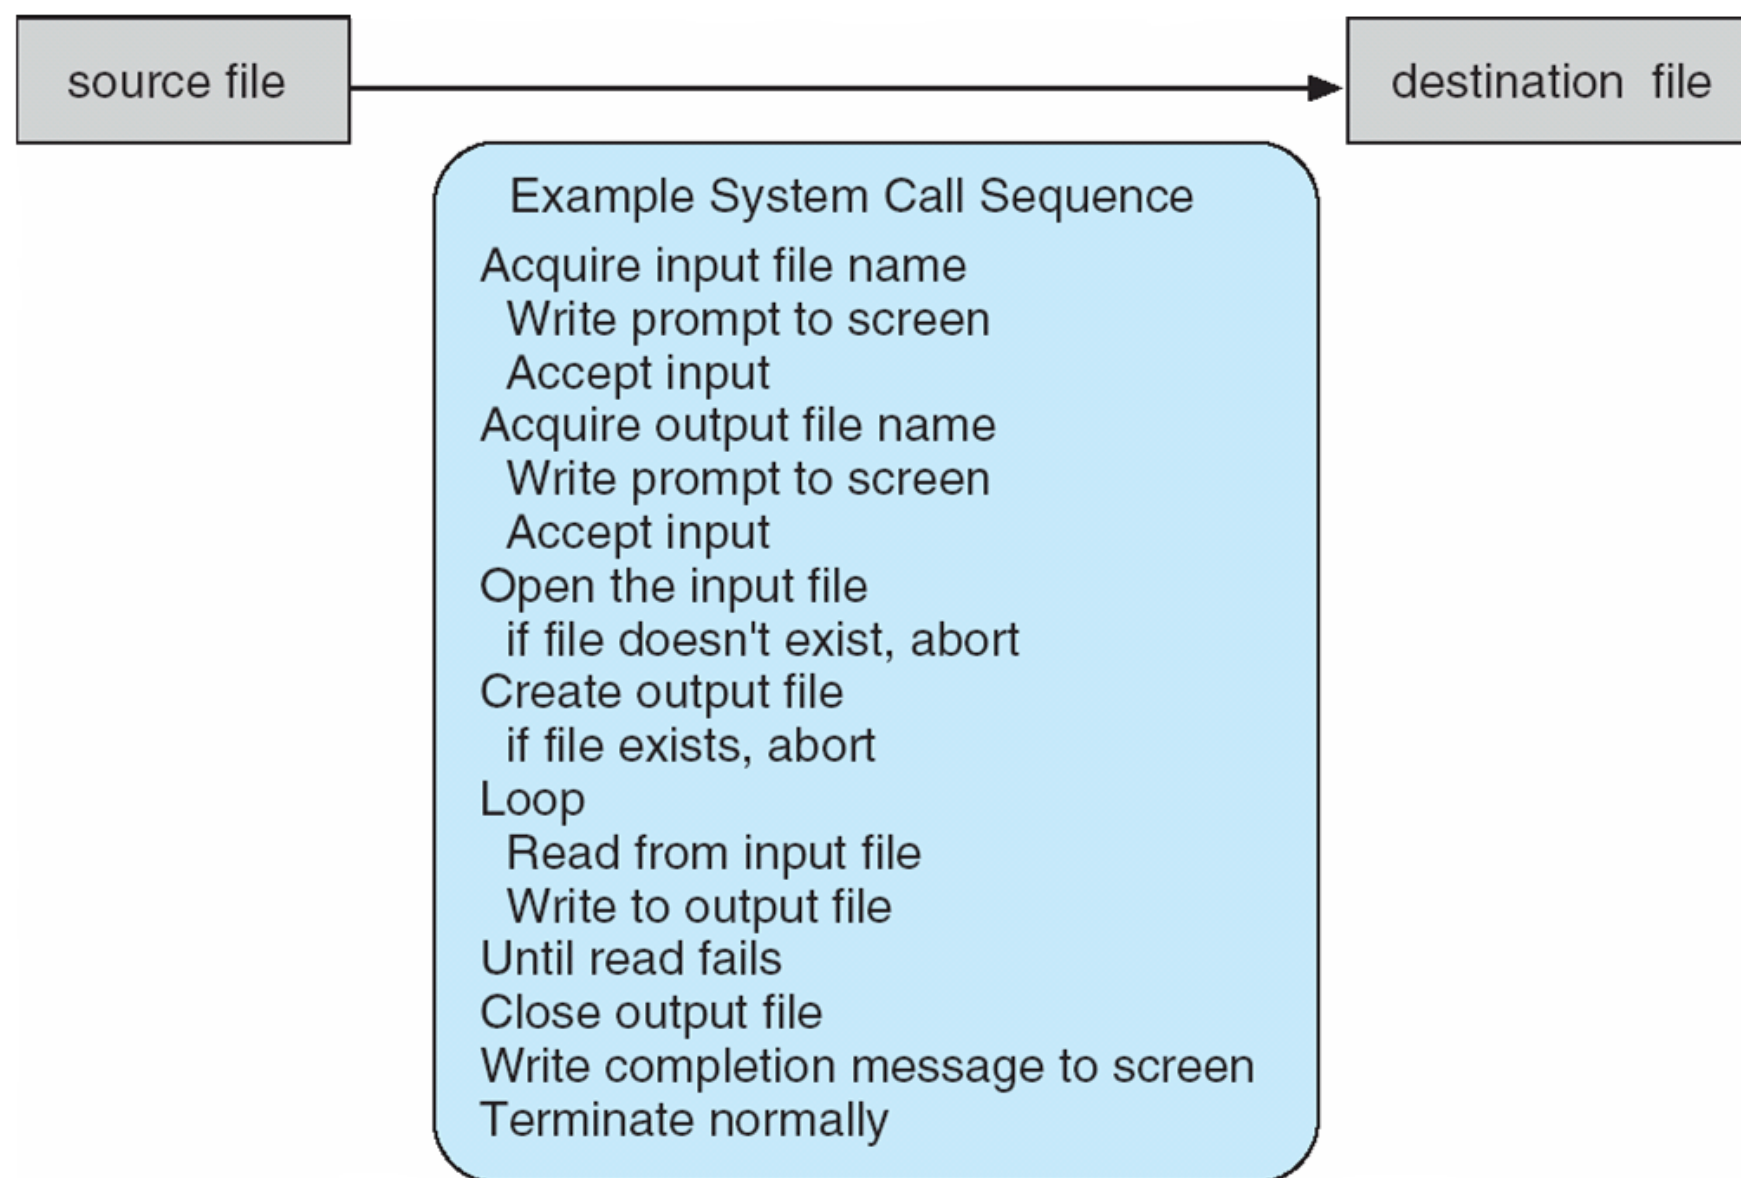 source file
destination file
Example System Call Sequence
Acquire input file name
Write prompt to screen
Accept input
Acquire output file name
Write prompt to screen
Accept input
Open the input file
if file doesn't exist, abort
Create output file
if file exists, abort
Loop
Read from input file
Write to output file
Until read fails
Close output file
Write completion message to screen
Terminate normally